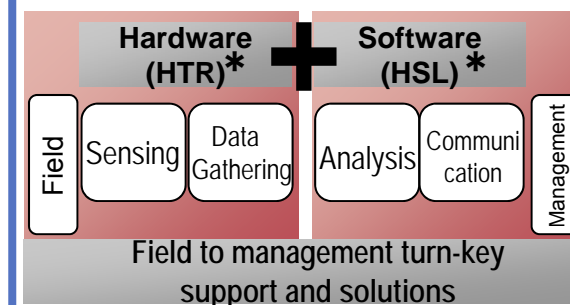 Hardware
(HTR)*
+
Software
(HSL)*
Field
Sensing
Data
Gathering
Analysis
Communi
cation
Management
Field to management turn-key
support and solutions